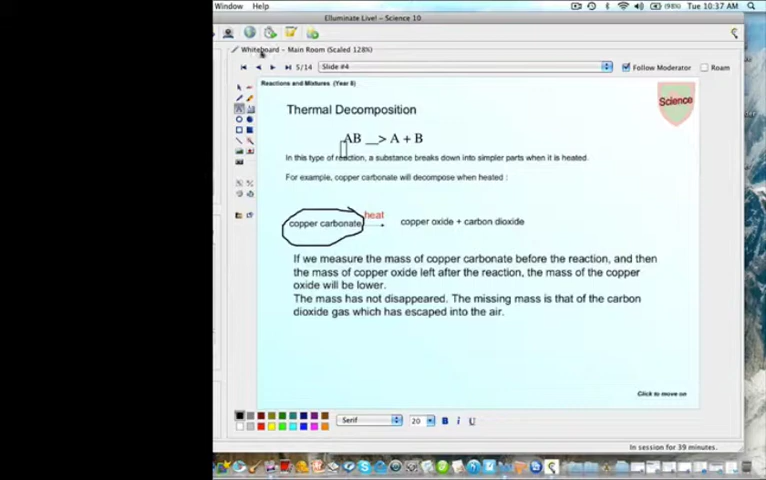 Window Help
(98%) Tue 10:37 AM
Elluminate Live! - Science 10
Whiteboard - Main Room (Scaled 128%)
5/14 Slide #4 Follow Moderator Roam
Reactions and Mixtures (Year 8)
Science
Thermal Decomposition
AB __> A + B
In this type of reaction, a substance breaks down into simpler parts when it is heated.
For example, copper carbonate will decompose when heated :
heat
copper carbonate copper oxide + carbon dioxide
If we measure the mass of copper carbonate before the reaction, and then
the mass of copper oxide left after the reaction, the mass of the copper
oxide will be lower.
The mass has not disappeared. The missing mass is that of the carbon
dioxide gas which has escaped into the air.
Click to move on
Serif 20 B i U
In session for 39 minutes.